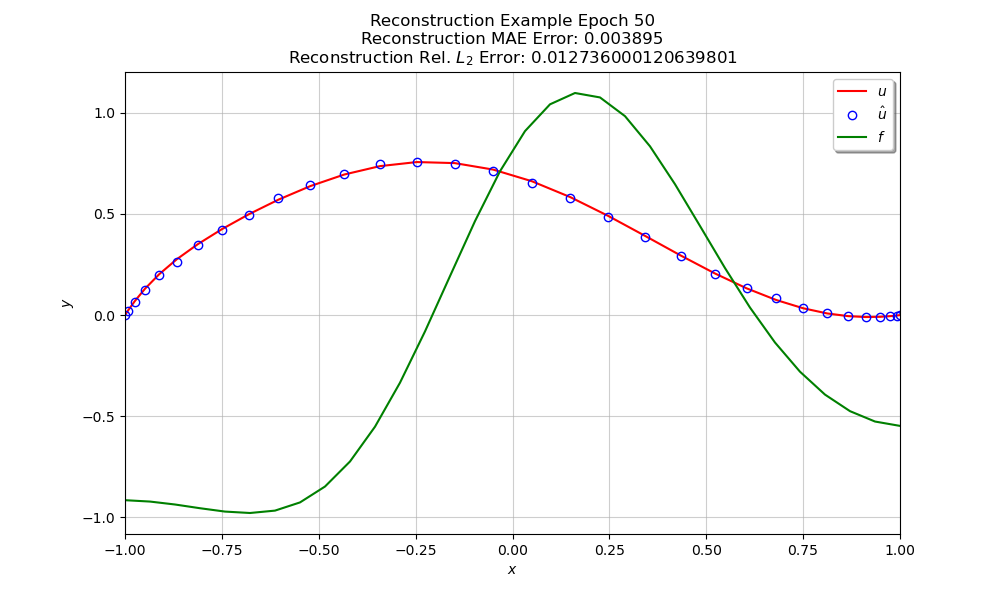 Reconstruction Example Epoch 50
Reconstruction MAE Error: 0.003895
Reconstruction Rel. L₂ Error: 0.012736000120639801
u
û
f
y
1.0
0.5
0.0
−0.5
−1.0
−1.00 −0.75 −0.50 −0.25 0.00 0.25 0.50 0.75 1.00
x